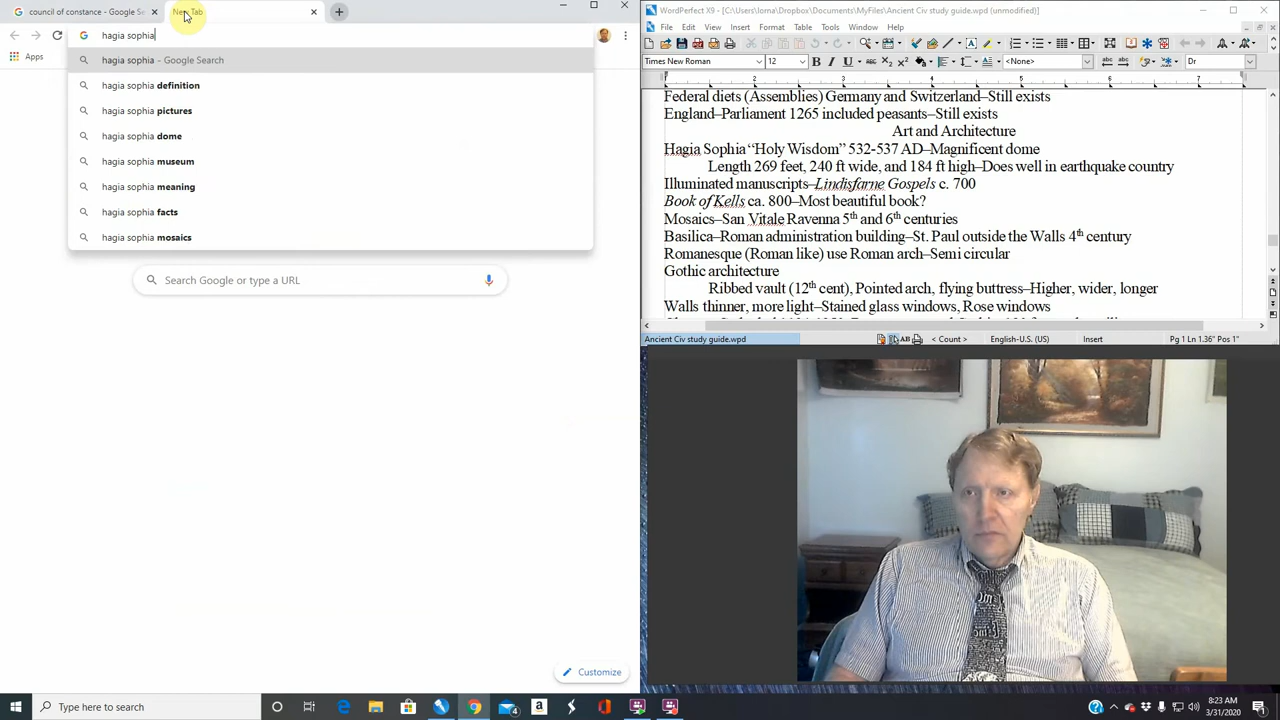 council of constance - Google Se
New Tab
hagia sophia
Apps
hagia sophia - Google Search
hagia sophia definition
hagia sophia pictures
hagia sophia dome
hagia sophia museum
hagia sophia meaning
hagia sophia facts
hagia sophia mosaics
Search Google or type a URL
Customize
WordPerfect X9 - [C:\Users\lorna\Dropbox\Documents\MyFiles\Ancient Civ study guide.wpd (unmodified)]
File Edit View Insert Format Table Tools Window Help
Times New Roman 12 B I U <None> Dr
2 3 4 5 6 7
Federal diets (Assemblies) Germany and Switzerland–Still exists
England–Parliament 1265 included peasants–Still exists
Art and Architecture
Hagia Sophia “Holy Wisdom” 532-537 AD–Magnificent dome
Length 269 feet, 240 ft wide, and 184 ft high–Does well in earthquake country
Illuminated manuscripts–Lindisfarne Gospels c. 700
Book of Kells ca. 800–Most beautiful book?
Mosaics–San Vitale Ravenna 5th and 6th centuries
Basilica–Roman administration building–St. Paul outside the Walls 4th century
Romanesque (Roman like) use Roman arch–Semi circular
Gothic architecture
Ribbed vault (12th cent), Pointed arch, flying buttress–Higher, wider, longer
Walls thinner, more light–Stained glass windows, Rose windows
Ancient Civ study guide.wpd
AB < Count > English-U.S. (US) Insert Pg 1 Ln 1.36" Pos 1"
Type here to search
8:23 AM
3/31/2020